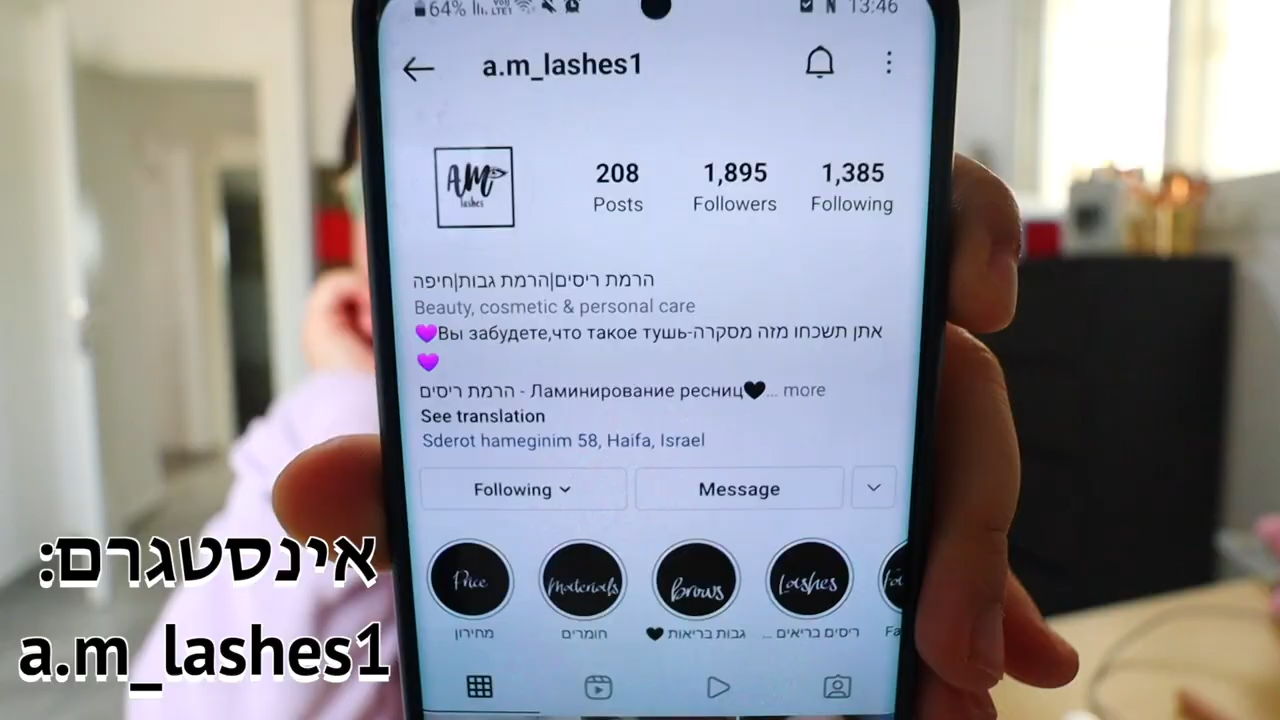 64% VoLTE1 13:46
a.m_lashes1
AM
lashes
208 1,895 1,385
Posts Followers Following
הרמת ריסים|הרמת גבות|חיפה
Beauty, cosmetic & personal care
💜Вы забудете,что такое тушь-אתן תשכחו מזה מסקרה
💜
הרמת ריסים - Ламинирование ресниц🖤... more
See translation
Sderot hameginim 58, Haifa, Israel
Following Message
Price Materials Brows Lashes
מחירון חומרים גבות בריאות 🖤 ריסים בריאים ... Fa
אינסטגרם:
a.m_lashes1